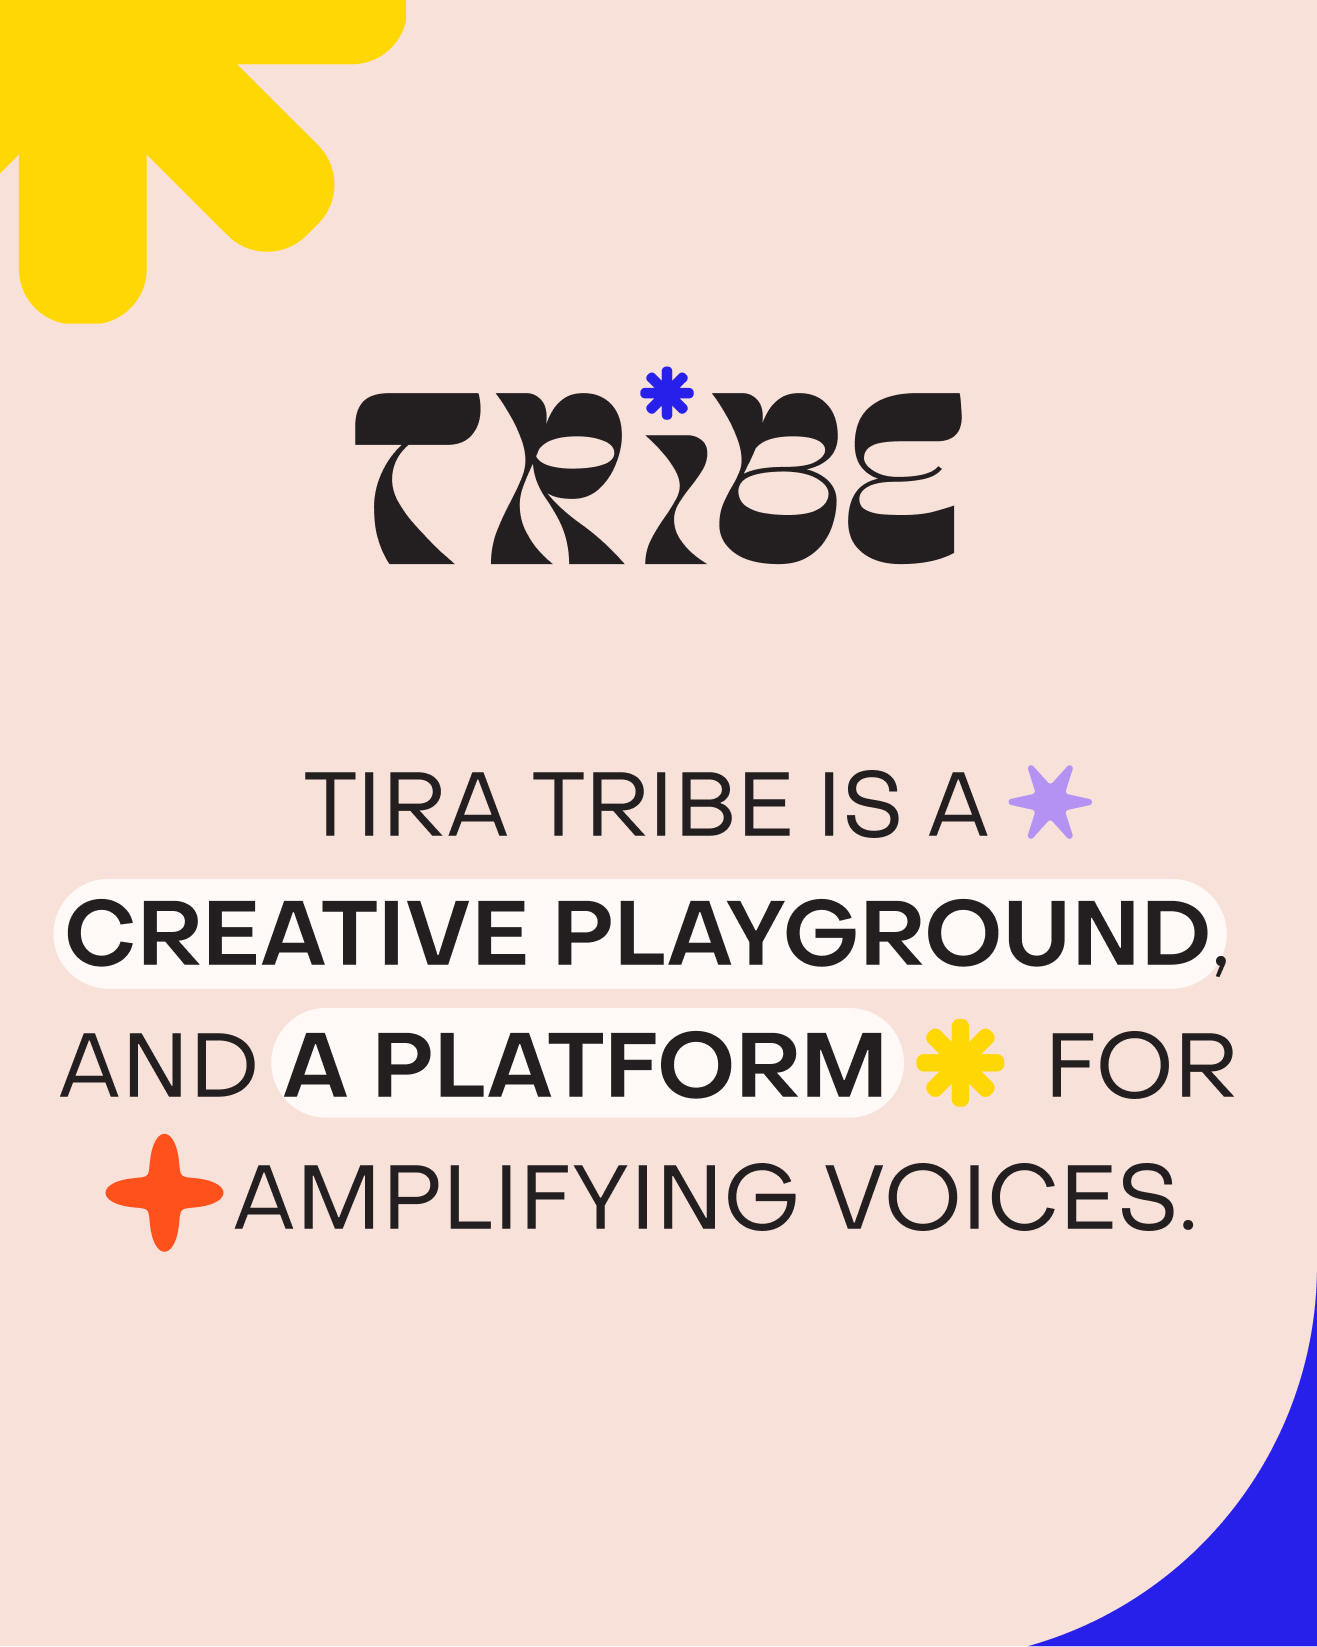 TRiBE
TIRA TRIBE IS A
CREATIVE PLAYGROUND,
AND A PLATFORM FOR
AMPLIFYING VOICES.